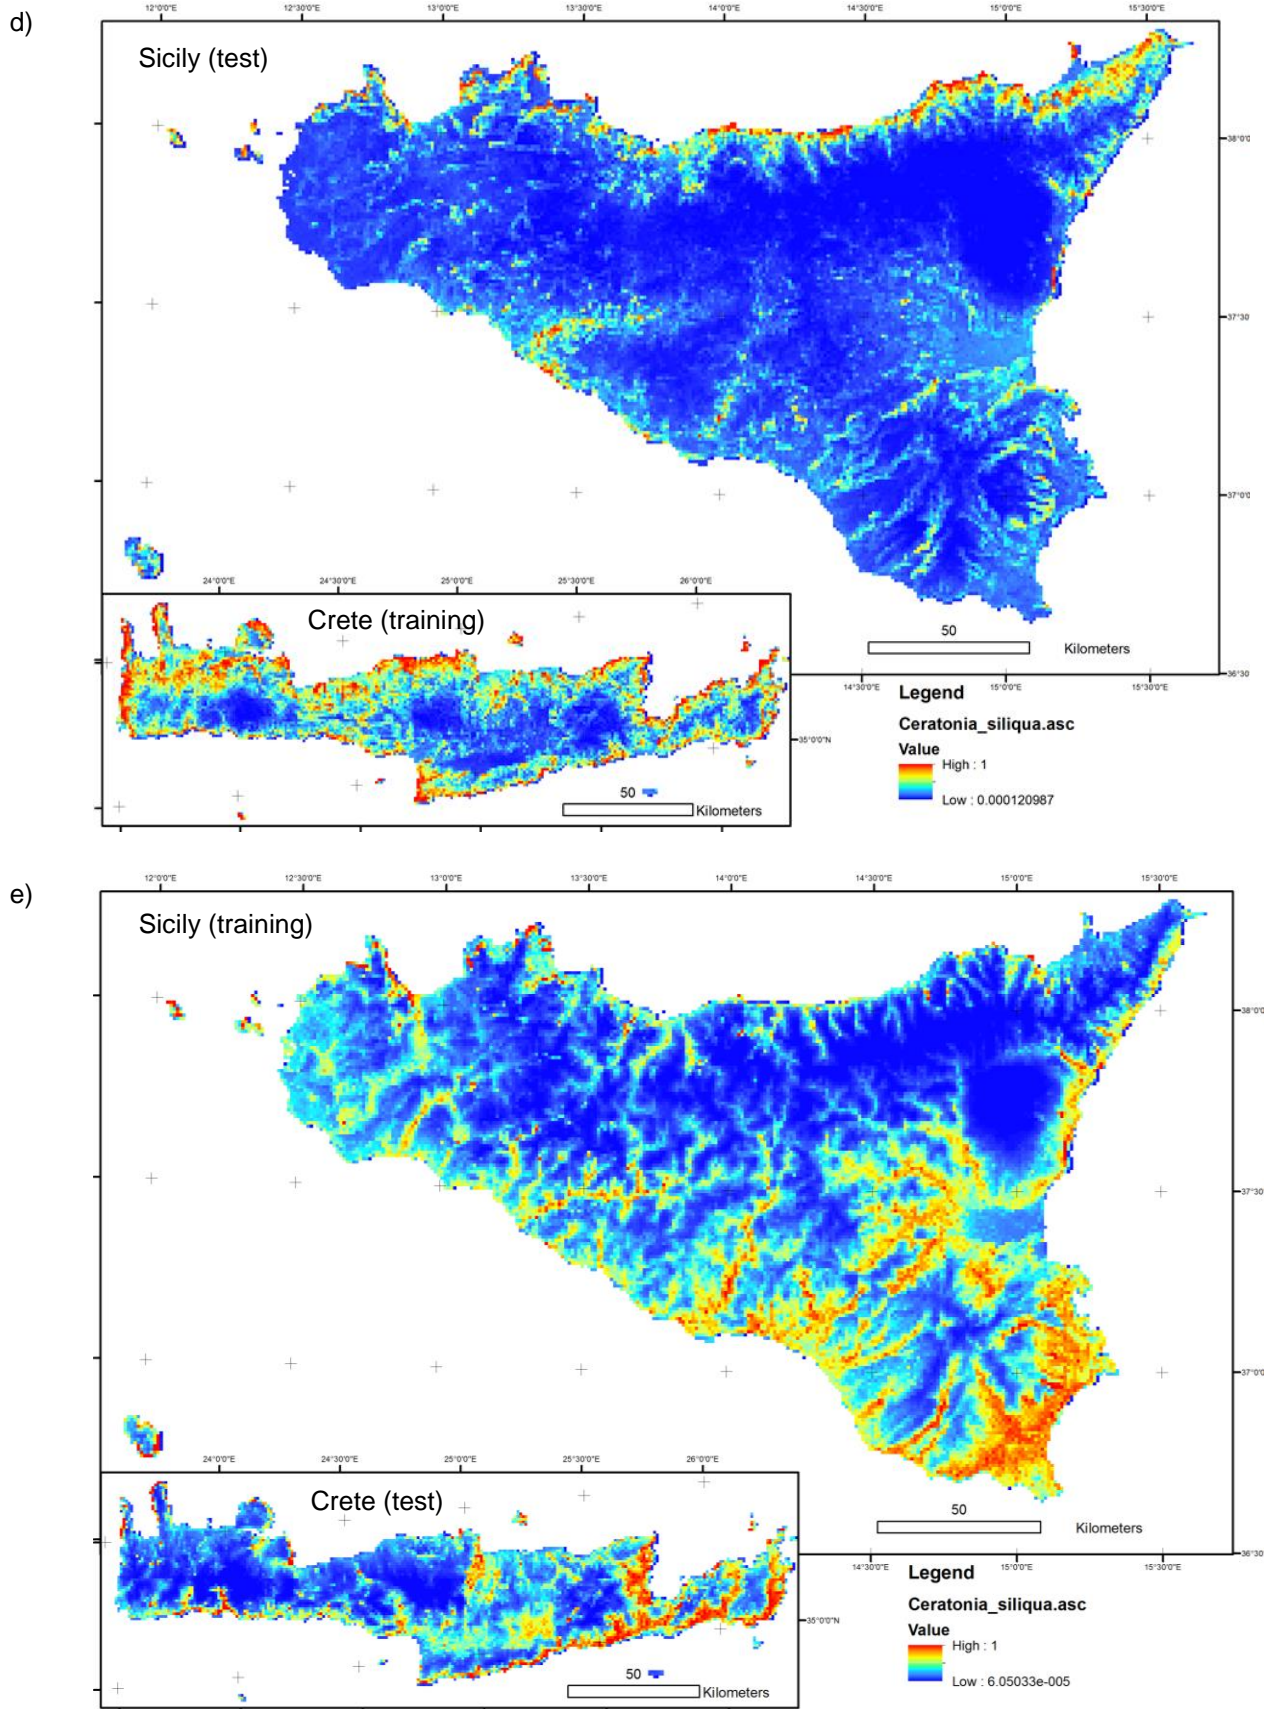 d)
12°0'0"E 12°30'0"E 13°0'0"E 13°30'0"E 14°0'0"E 14°30'0"E 15°0'0"E 15°30'0"E
Sicily (test)
38°0'0
37°30
37°0'0
36°30
24°0'0"E 24°30'0"E 25°0'0"E 25°30'0"E 26°0'0"E
Crete (training)
35°0'0"N
50
Kilometers
50
Kilometers
14°30'0"E 15°0'0"E 15°30'0"E
Legend
Ceratonia_siliqua.asc
Value
High : 1
Low : 0.000120987
e)
12°0'0"E 12°30'0"E 13°0'0"E 13°30'0"E 14°0'0"E 14°30'0"E 15°0'0"E 15°30'0"E
Sicily (training)
38°0'0
37°30
37°0'0
36°30
24°0'0"E 24°30'0"E 25°0'0"E 25°30'0"E 26°0'0"E
Crete (test)
35°0'0"N
50
Kilometers
50
Kilometers
14°30'0"E 15°0'0"E 15°30'0"E
Legend
Ceratonia_siliqua.asc
Value
High : 1
Low : 6.05033e-005